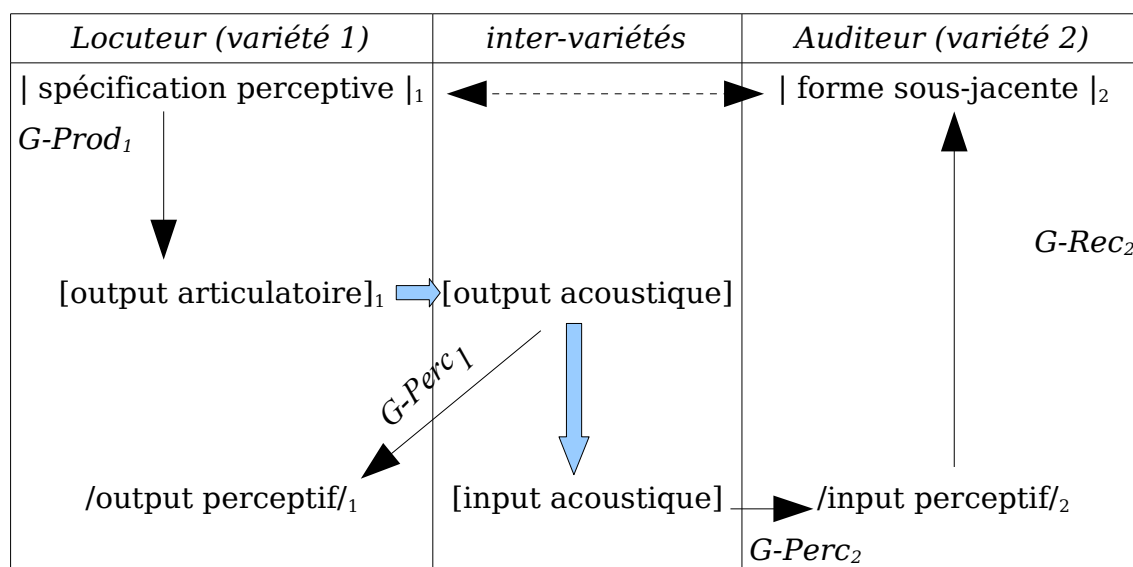 Locuteur (variété 1) inter-variétés Auditeur (variété 2)
| spécification perceptive |₁ | forme sous-jacente |₂
G-Prod₁
G-Rec₂
[output articulatoire]₁ [output acoustique]
G-Perc₁
/output perceptif/₁ [input acoustique] /input perceptif/₂
G-Perc₂